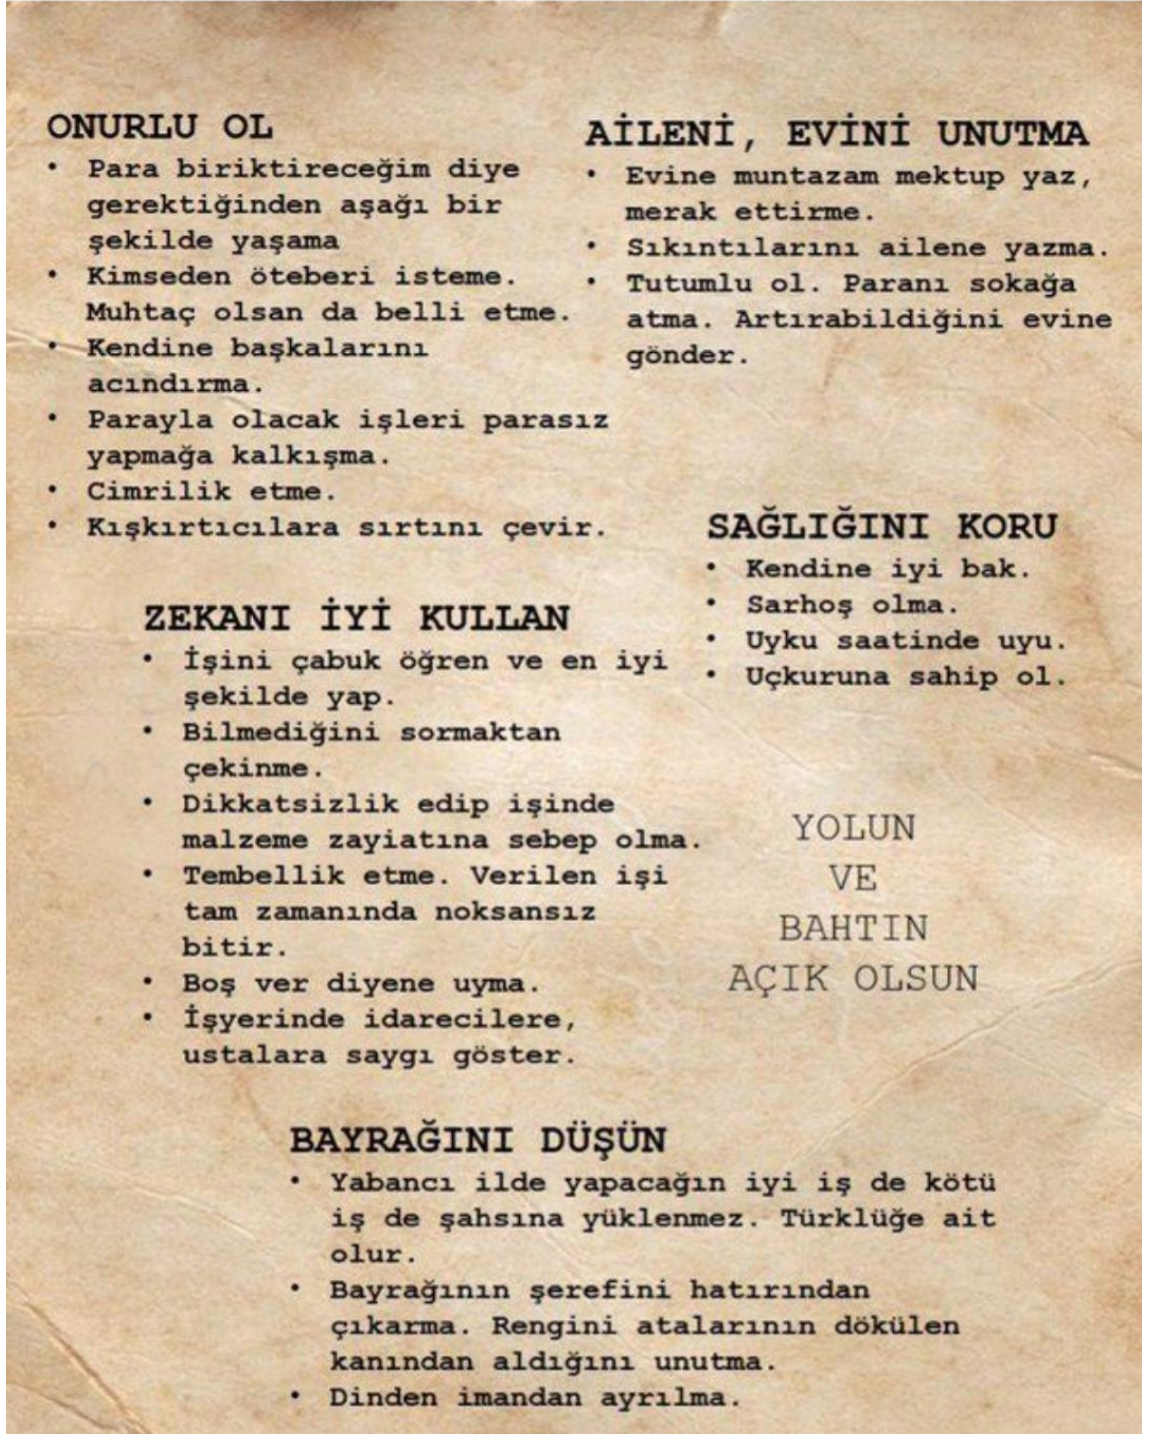 ONURLU OL
• Para biriktireceğim diye
gerektiğinden aşağı bir
şekilde yaşama
• Kimseden öteberi isteme.
Muhtaç olsan da belli etme.
• Kendine başkalarını
acındırma.
• Parayla olacak işleri parasız
yapmağa kalkışma.
• Cimrilik etme.
• Kışkırtıcılara sırtını çevir.
AİLENİ, EVİNİ UNUTMA
• Evine muntazam mektup yaz,
merak ettirme.
• Sıkıntılarını ailene yazma.
• Tutumlu ol. Paranı sokağa
atma. Artırabildiğini evine
gönder.
SAĞLIĞINI KORU
• Kendine iyi bak.
• Sarhoş olma.
• Uyku saatinde uyu.
• Uçkuruna sahip ol.
ZEKANI İYİ KULLAN
• İşini çabuk öğren ve en iyi
şekilde yap.
• Bilmediğini sormaktan
çekinme.
• Dikkatsizlik edip işinde
malzeme zayiatına sebep olma.
• Tembellik etme. Verilen işi
tam zamanında noksansız
bitir.
• Boş ver diyene uyma.
• İşyerinde idarecilere,
ustalara saygı göster.
YOLUN
VE
BAHTIN
AÇIK OLSUN
BAYRAĞINI DÜŞÜN
• Yabancı ilde yapacağın iyi iş de kötü
iş de şahsına yüklenmez. Türklüğe ait
olur.
• Bayrağının şerefini hatırından
çıkarma. Rengini atalarının dökülen
kanından aldığını unutma.
• Dinden imandan ayrılma.